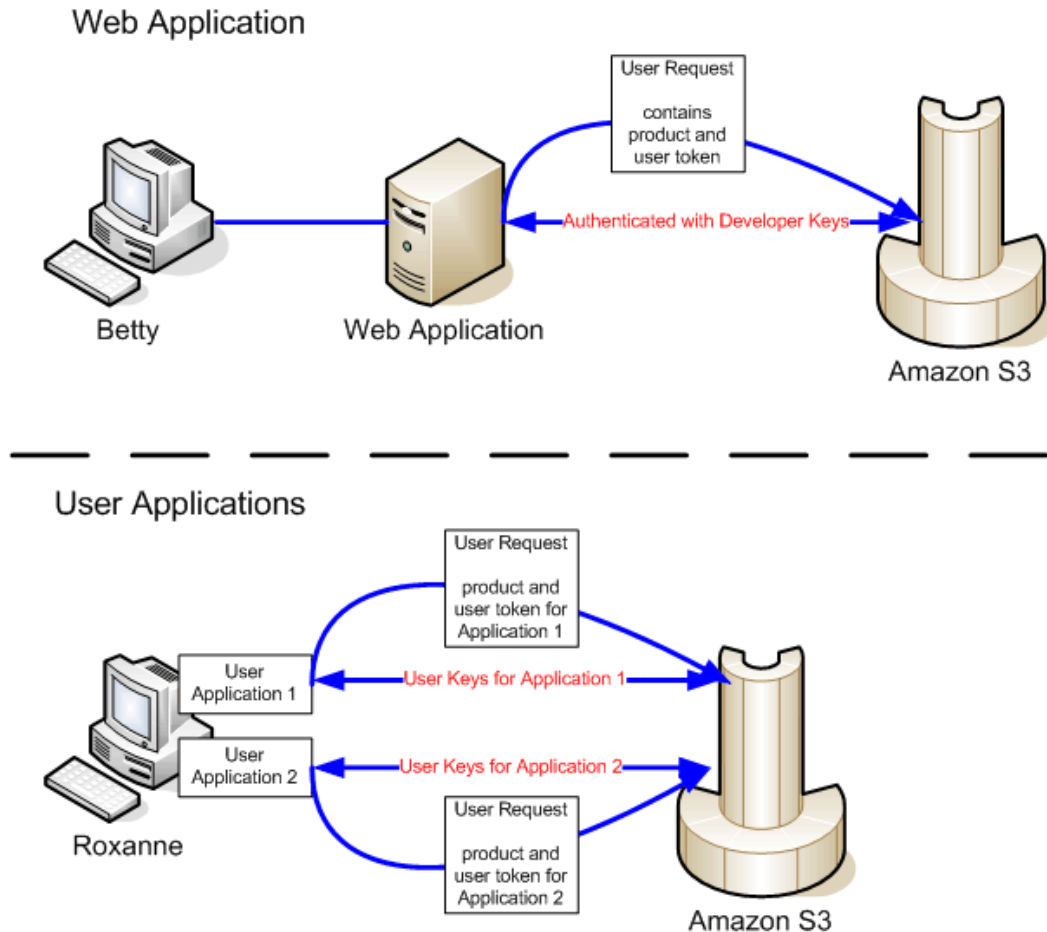 Web Application
User Request
contains
product and
user token
Authenticated with Developer Keys
Betty
Web Application
Amazon S3
User Applications
User Request
product and
user token for
Application 1
User
Application 1
User Keys for Application 1
User
Application 2
User Keys for Application 2
User Request
product and
user token for
Application 2
Roxanne
Amazon S3